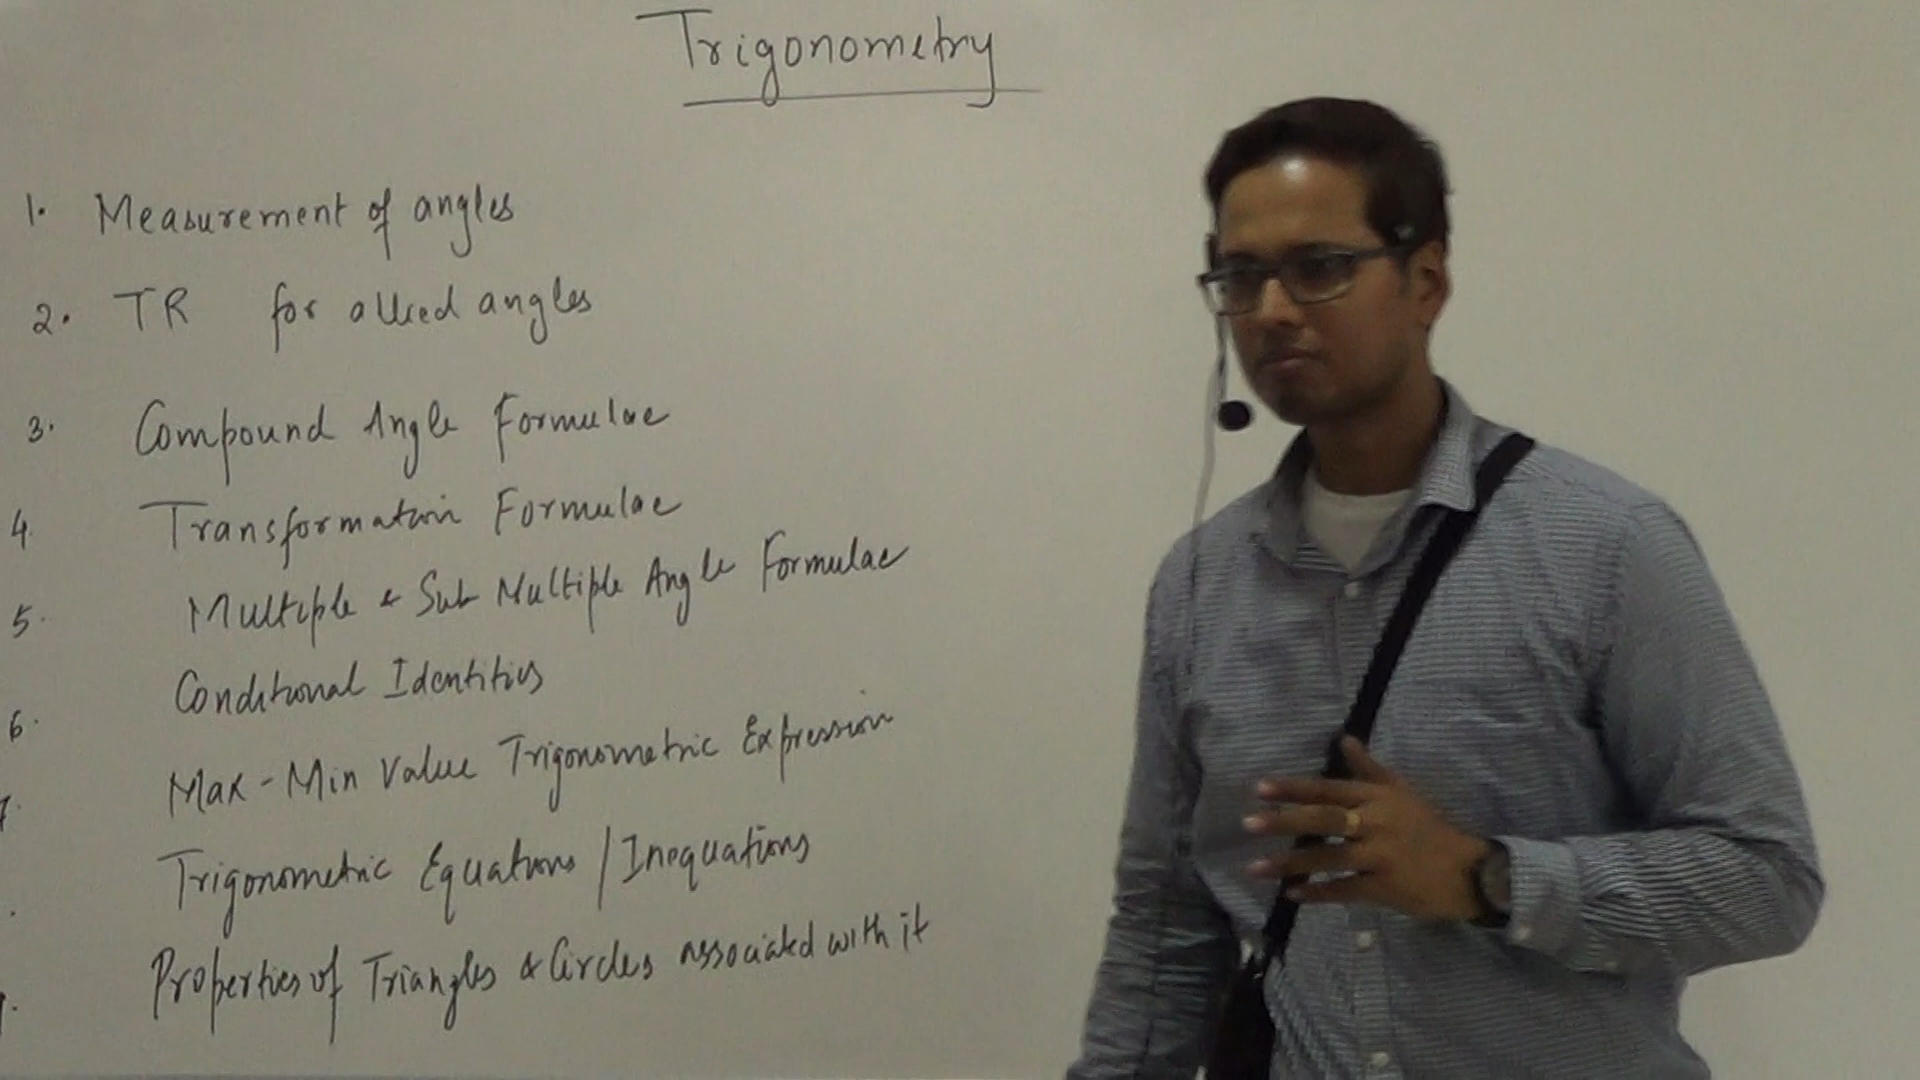 Trigonometry
1. Measurement of angles
2. TR for allied angles
3. Compound Angle Formulae
4. Transformation Formulae
5. Multiple & Sub Multiple Angle Formulae
6. Conditional Identities
7. Max-Min Value Trigonometric Expression
Trigonometric Equations / Inequations
Properties of Triangles & Circles associated with it